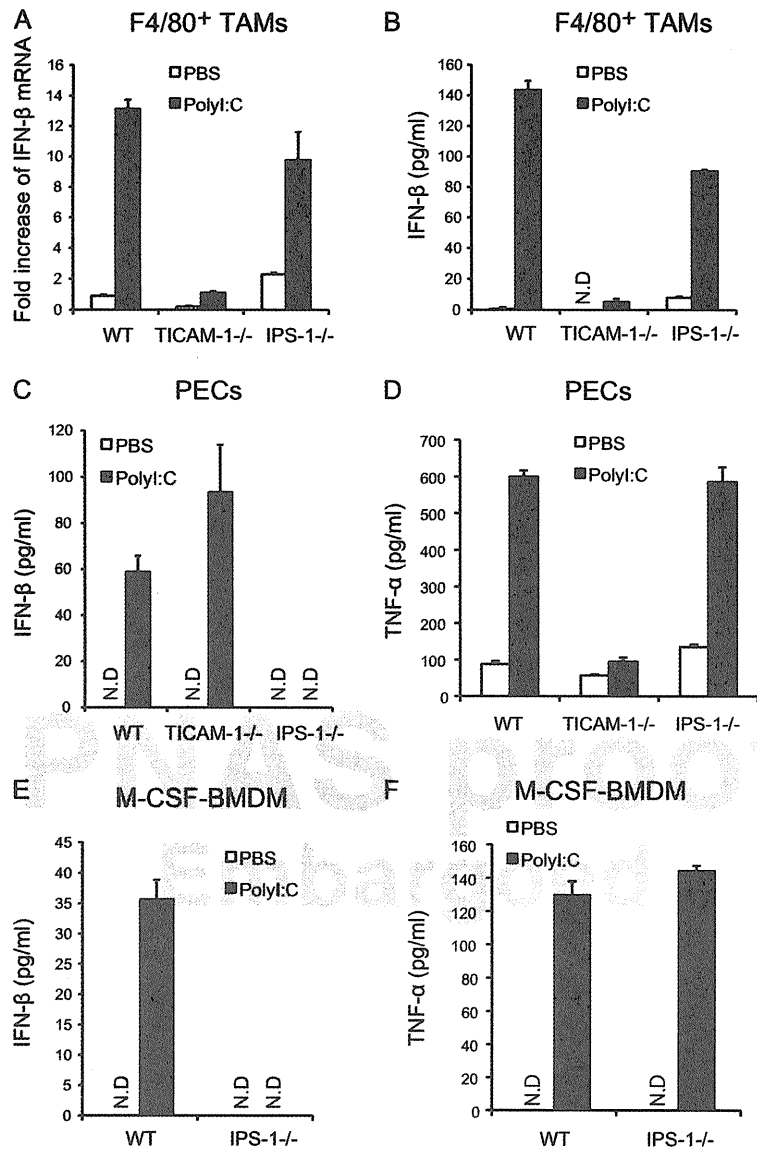 A
F4/80+ TAMs
Fold increase of IFN-β mRNA
16
14
12
10
8
6
4
2
0
PBS
PolyI:C
WT
TICAM-1-/-
IPS-1-/-
B
F4/80+ TAMs
IFN-β (pg/ml)
160
140
120
100
80
60
40
20
0
PBS
PolyI:C
N.D
WT
TICAM-1-/-
IPS-1-/-
C
PECs
IFN-β (pg/ml)
120
100
80
60
40
20
0
PBS
PolyI:C
N.D
N.D
N.D
N.D
WT
TICAM-1-/-
IPS-1-/-
D
PECs
TNF-α (pg/ml)
700
600
500
400
300
200
100
0
PBS
PolyI:C
WT
TICAM-1-/-
IPS-1-/-
PNAS proo
Embargoed
E
M-CSF-BMDM
IFN-β (pg/ml)
45
40
35
30
25
20
15
10
5
0
PBS
PolyI:C
N.D
N.D
N.D
WT
IPS-1-/-
F
M-CSF-BMDM
TNF-α (pg/ml)
160
140
120
100
80
60
40
20
0
PBS
PolyI:C
N.D
N.D
WT
IPS-1-/-